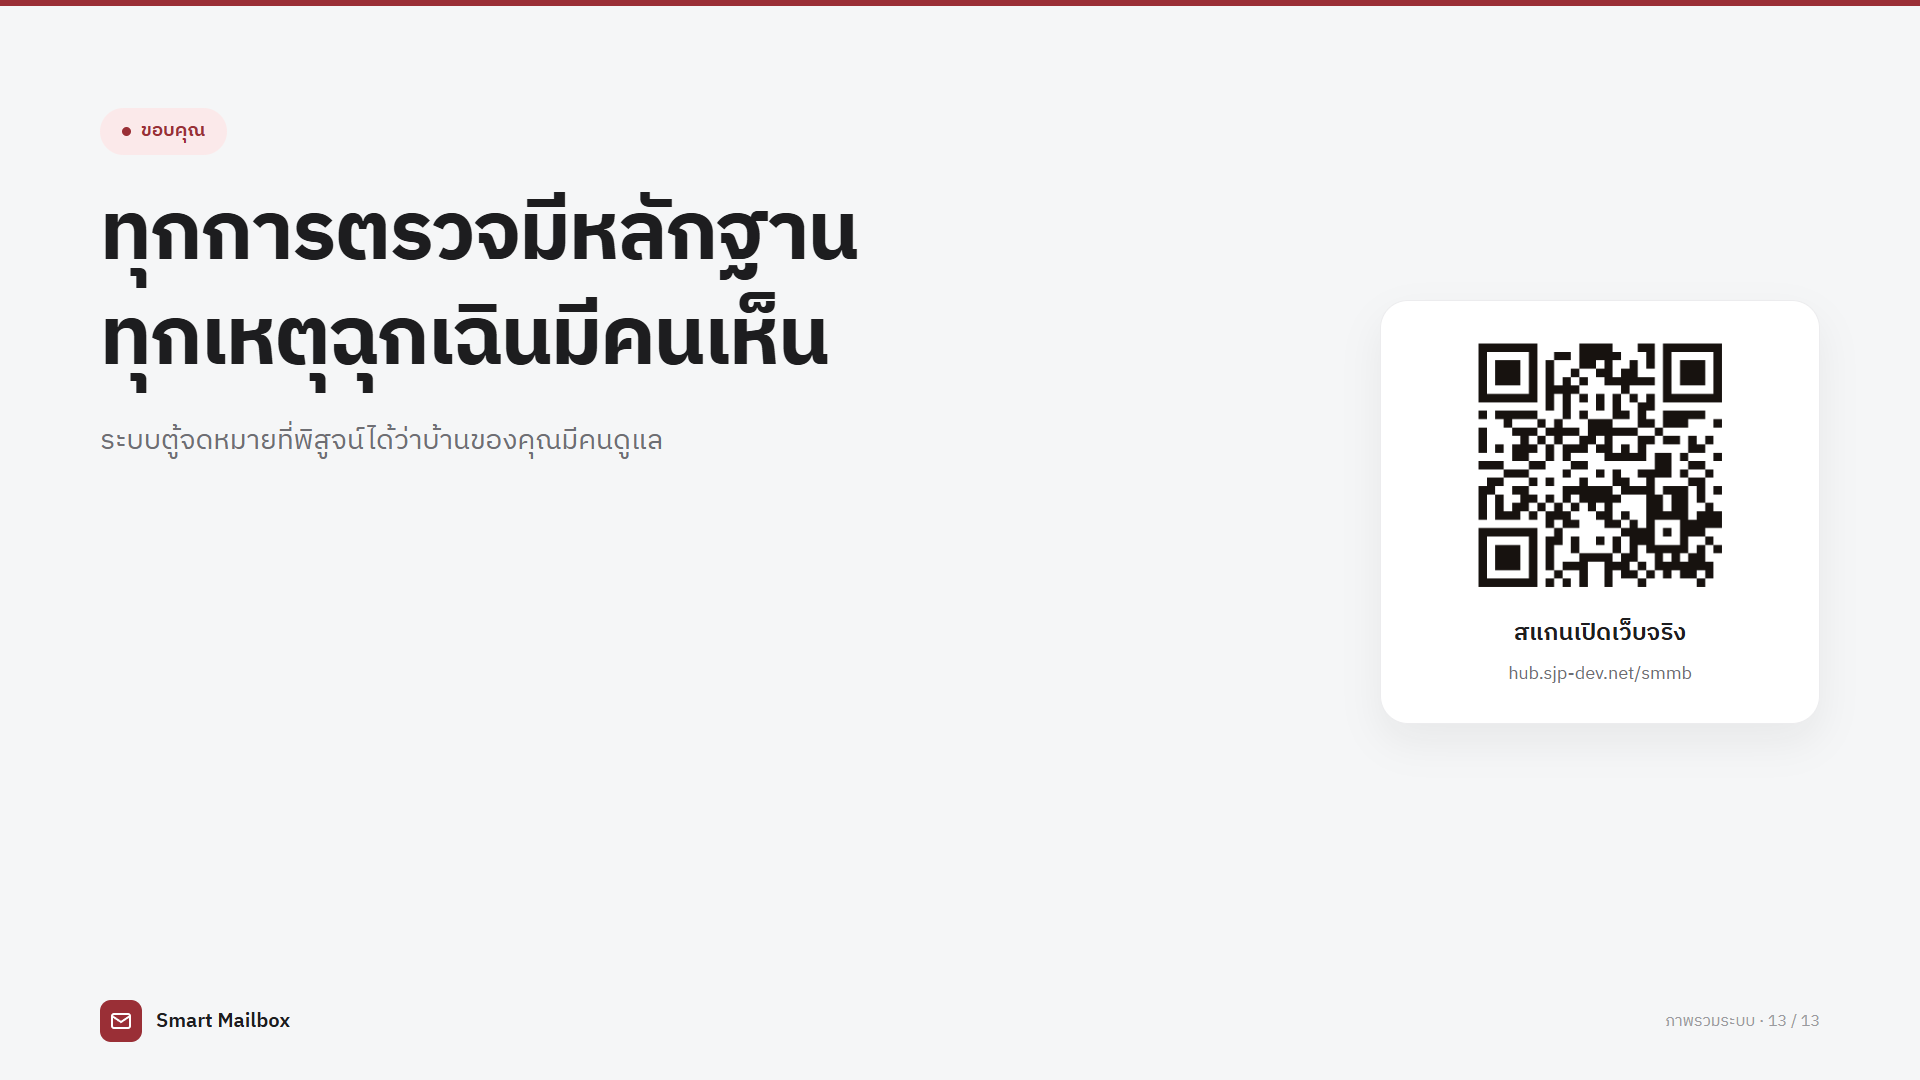 ขอบคุณ
ทุกการตรวจมีหลักฐาน
ทุกเหตุฉุกเฉินมีคนเห็น
ระบบตู้จดหมายที่พิสูจน์ได้ว่าบ้านของคุณมีคนดูแล
สแกนเปิดเว็บจริง
hub.sjp-dev.net/smmb
Smart Mailbox
ภาพรวมระบบ · 13 / 13